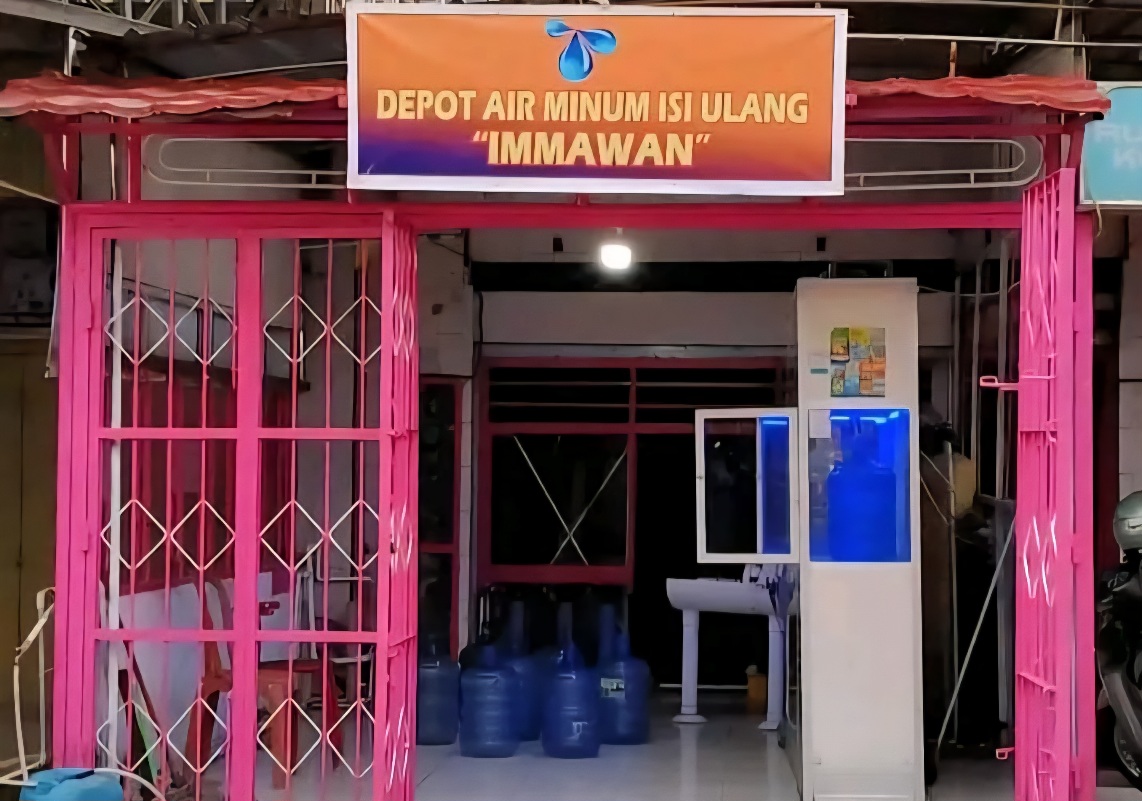 DEPOT AIR MINUM ISI ULANG
"IMMAWAN"